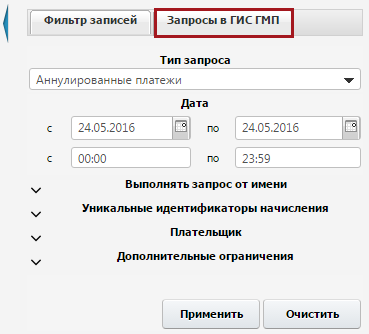 Фильтр записей Запросы в ГИС ГМП
Тип запроса
Аннулированные платежи
Дата
с 24.05.2016 по 24.05.2016
с 00:00 по 23:59
Выполнять запрос от имени
Уникальные идентификаторы начисления
Плательщик
Дополнительные ограничения
Применить Очистить